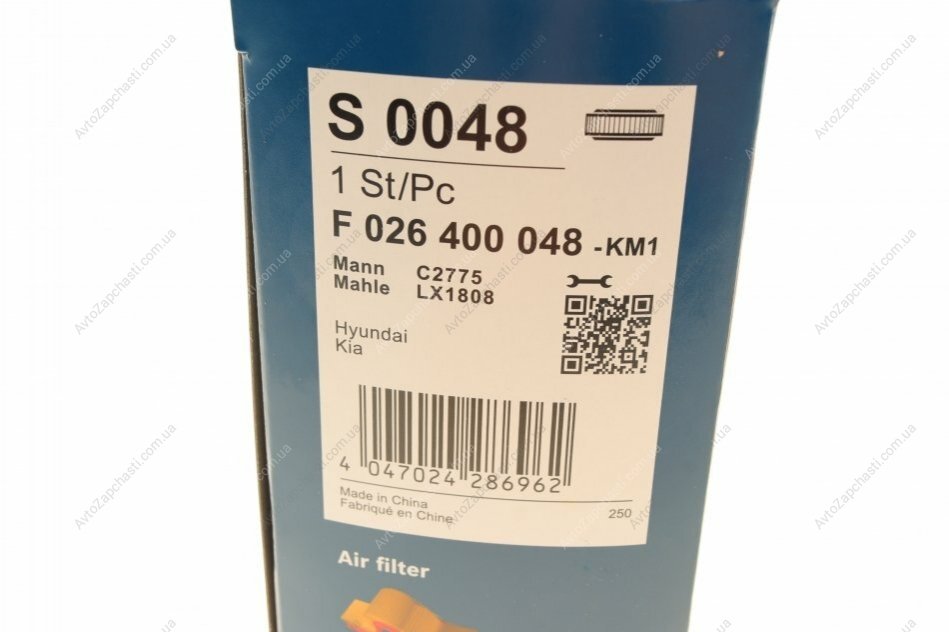 S 0048
1 St/Pc
F 026 400 048 -KM1
Mann C2775
Mahle LX1808
Hyundai
Kia
4 047024 286962
Made in China
Fabriqué en Chine
250
Air filter
AvtoZapchasti.com.ua